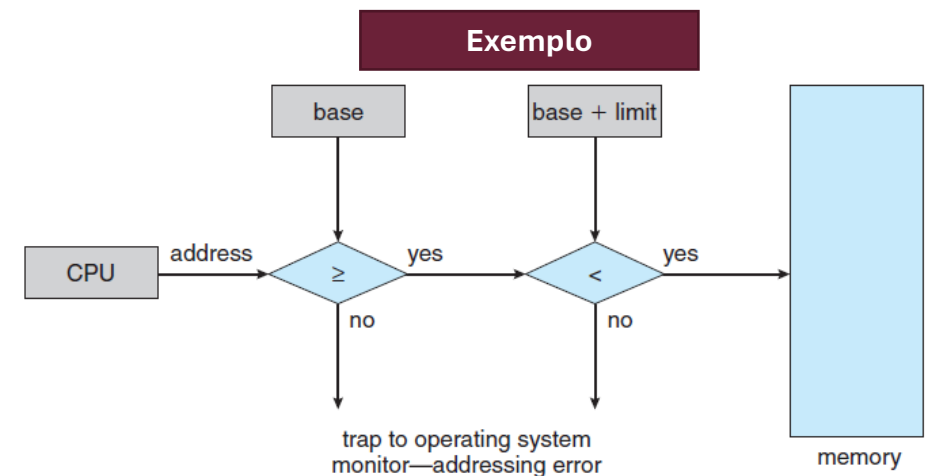 Exemplo
base
base + limit
CPU
address
≥
yes
<
yes
no
no
trap to operating system
monitor—addressing error
memory